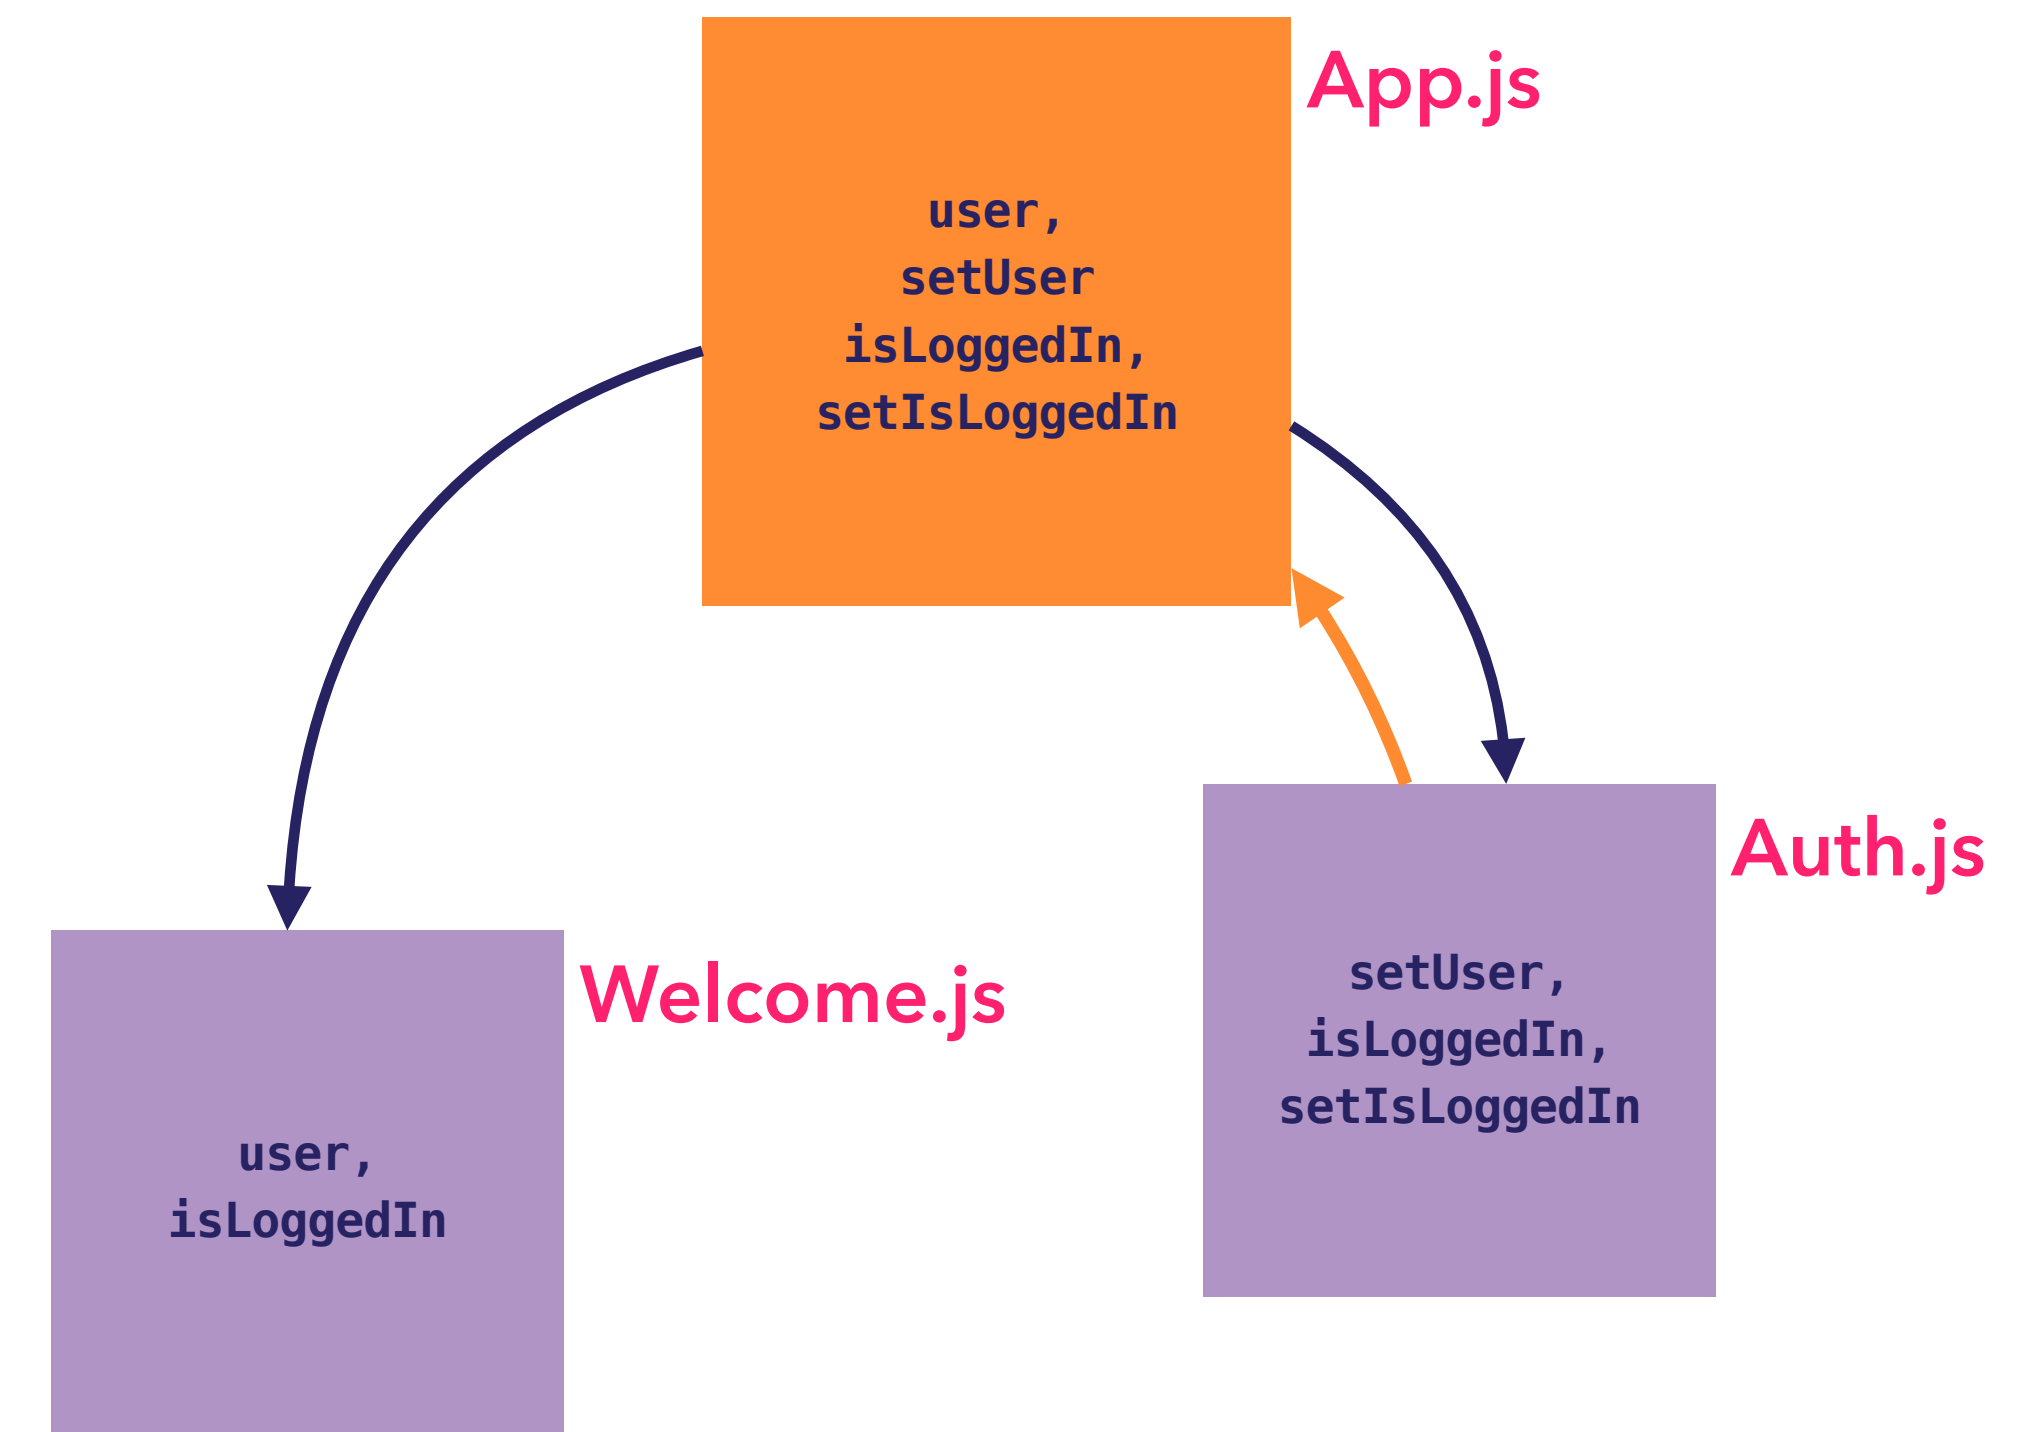 App.js
user,
setUser
isLoggedIn,
setIsLoggedIn
Auth.js
setUser,
isLoggedIn,
setIsLoggedIn
Welcome.js
user,
isLoggedIn